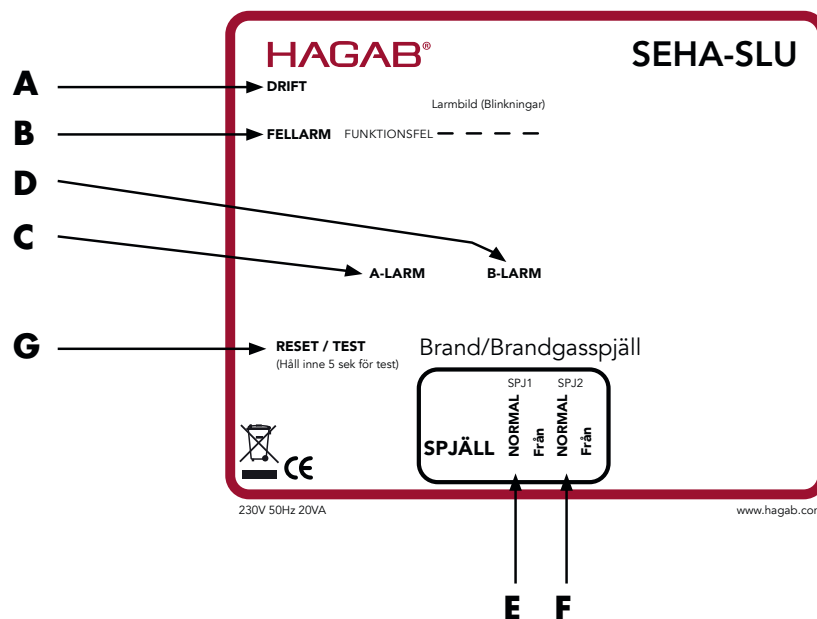 HAGAB® SEHA-SLU
A DRIFT
Larmbild (Blinkningar)
B FELLARM FUNKTIONSFEL
D
C
A-LARM B-LARM
G RESET / TEST
(Håll inne 5 sek för test)
Brand/Brandgasspjäll
SPJ1 SPJ2
SPJÄLL NORMAL Från NORMAL Från
CE
230V 50Hz 20VA www.hagab.com
E F